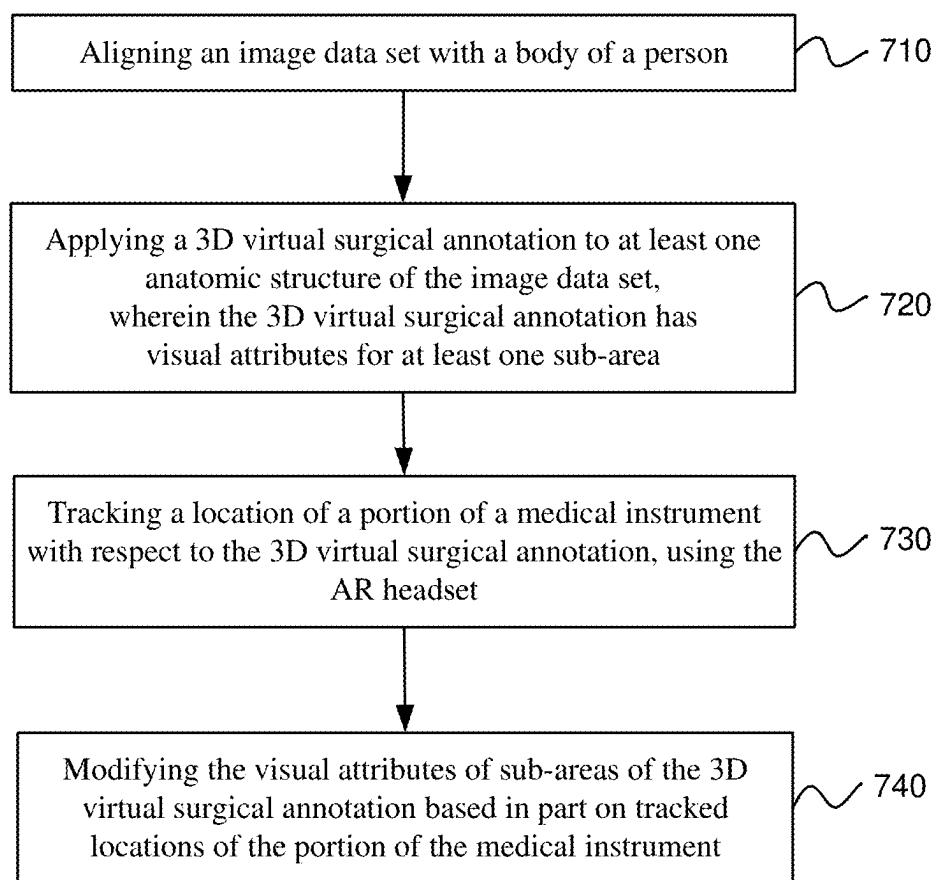 Aligning an image data set with a body of a person
710
Applying a 3D virtual surgical annotation to at least one
anatomic structure of the image data set,
wherein the 3D virtual surgical annotation has
visual attributes for at least one sub-area
720
Tracking a location of a portion of a medical instrument
with respect to the 3D virtual surgical annotation, using the
AR headset
730
Modifying the visual attributes of sub-areas of the 3D
virtual surgical annotation based in part on tracked
locations of the portion of the medical instrument
740